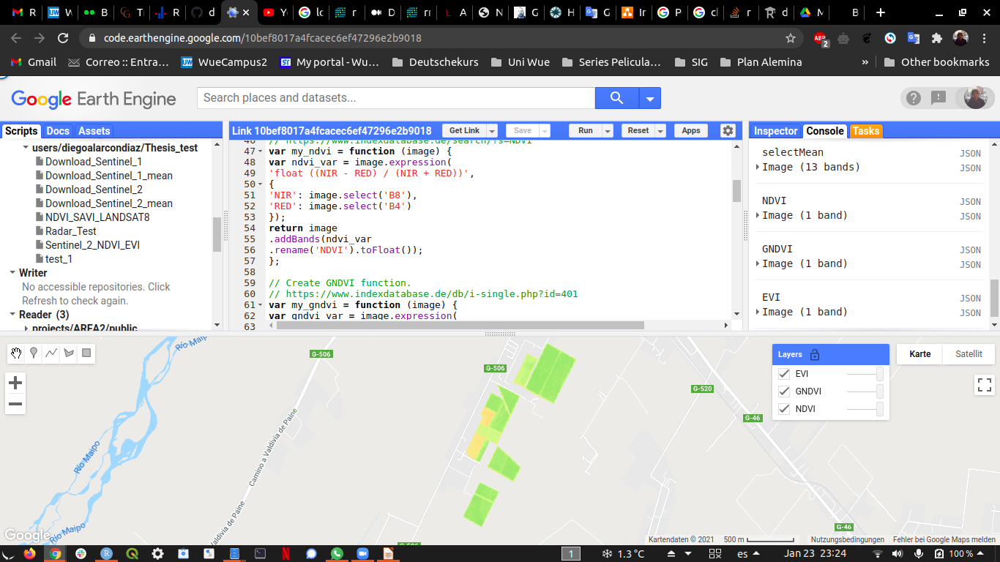 R
W
B
G
T
R
d
Y
lo
r
D
r
L A
N
G
H
G
Ir
P
cl
r
d
M
B
code.earthengine.google.com/10bef8017a4fcacec6ef47296e2b9018
ABP
2
Gmail
Correo :: Entra…
WueCampus2
My portal - Wu…
Deutschekurs
Uni Wue
Series Pelicula…
SIG
Plan Alemina
»
Other bookmarks
Google Earth Engine
Search places and datasets...
Scripts
Docs
Assets
users/diegoalarcondiaz/Thesis_test
Download_Sentinel_1
Download_Sentinel_1_mean
Download_Sentinel_2
Download_Sentinel_2_mean
NDVI_SAVI_LANDSAT8
Radar_Test
Sentinel_2_NDVI_EVI
test_1
Writer
No accessible repositories. Click
Refresh to check again.
Reader (3)
projects/AREA2/public
Link 10bef8017a4fcacec6ef47296e2b9018
Get Link
Save
Run
Reset
Apps
46 // https://www.indexdatabase.de/search/?s=NDVI
47 var my_ndvi = function (image) {
48 var ndvi_var = image.expression(
49 'float ((NIR - RED) / (NIR + RED))',
50 {
51 'NIR': image.select('B8'),
52 'RED': image.select('B4')
53 });
54 return image
55 .addBands(ndvi_var
56 .rename('NDVI').toFloat());
57 };
58
59 // Create GNDVI function.
60 // https://www.indexdatabase.de/db/i-single.php?id=401
61 var my_gndvi = function (image) {
62 var gndvi_var = image.expression(
63
Inspector
Console
Tasks
selectMean JSON
Image (13 bands) JSON
NDVI JSON
Image (1 band) JSON
GNDVI JSON
Image (1 band) JSON
EVI JSON
Image (1 band) JSON
Río Maipo
G-506
G-506
G-520
G-46
Layers
EVI
GNDVI
NDVI
Karte
Satellit
Río Maipo
Camino a Valdivia de Paine
Valdivia de Paine
Río Maipo
G-46
Google
Kartendaten © 2021
500 m
Nutzungsbedingungen
Fehler bei Google Maps melden
1
1.3 °C
es
Jan 23 23:24
100 %